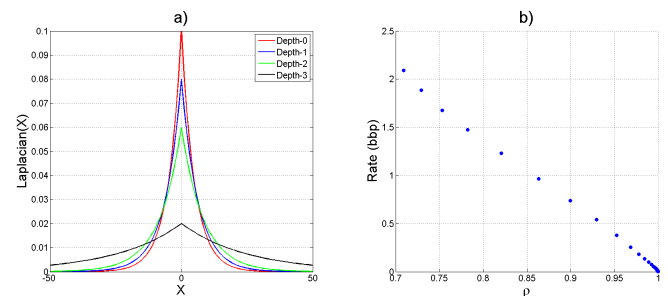 a)
Laplacian(X)
0.1
0.09
0.08
0.07
0.06
0.05
0.04
0.03
0.02
0.01
0
-50
0
50
X
Depth-0
Depth-1
Depth-2
Depth-3
b)
Rate (bbp)
2.5
2
1.5
1
0.5
0
0.7
0.75
0.8
0.85
0.9
0.95
1
ρ